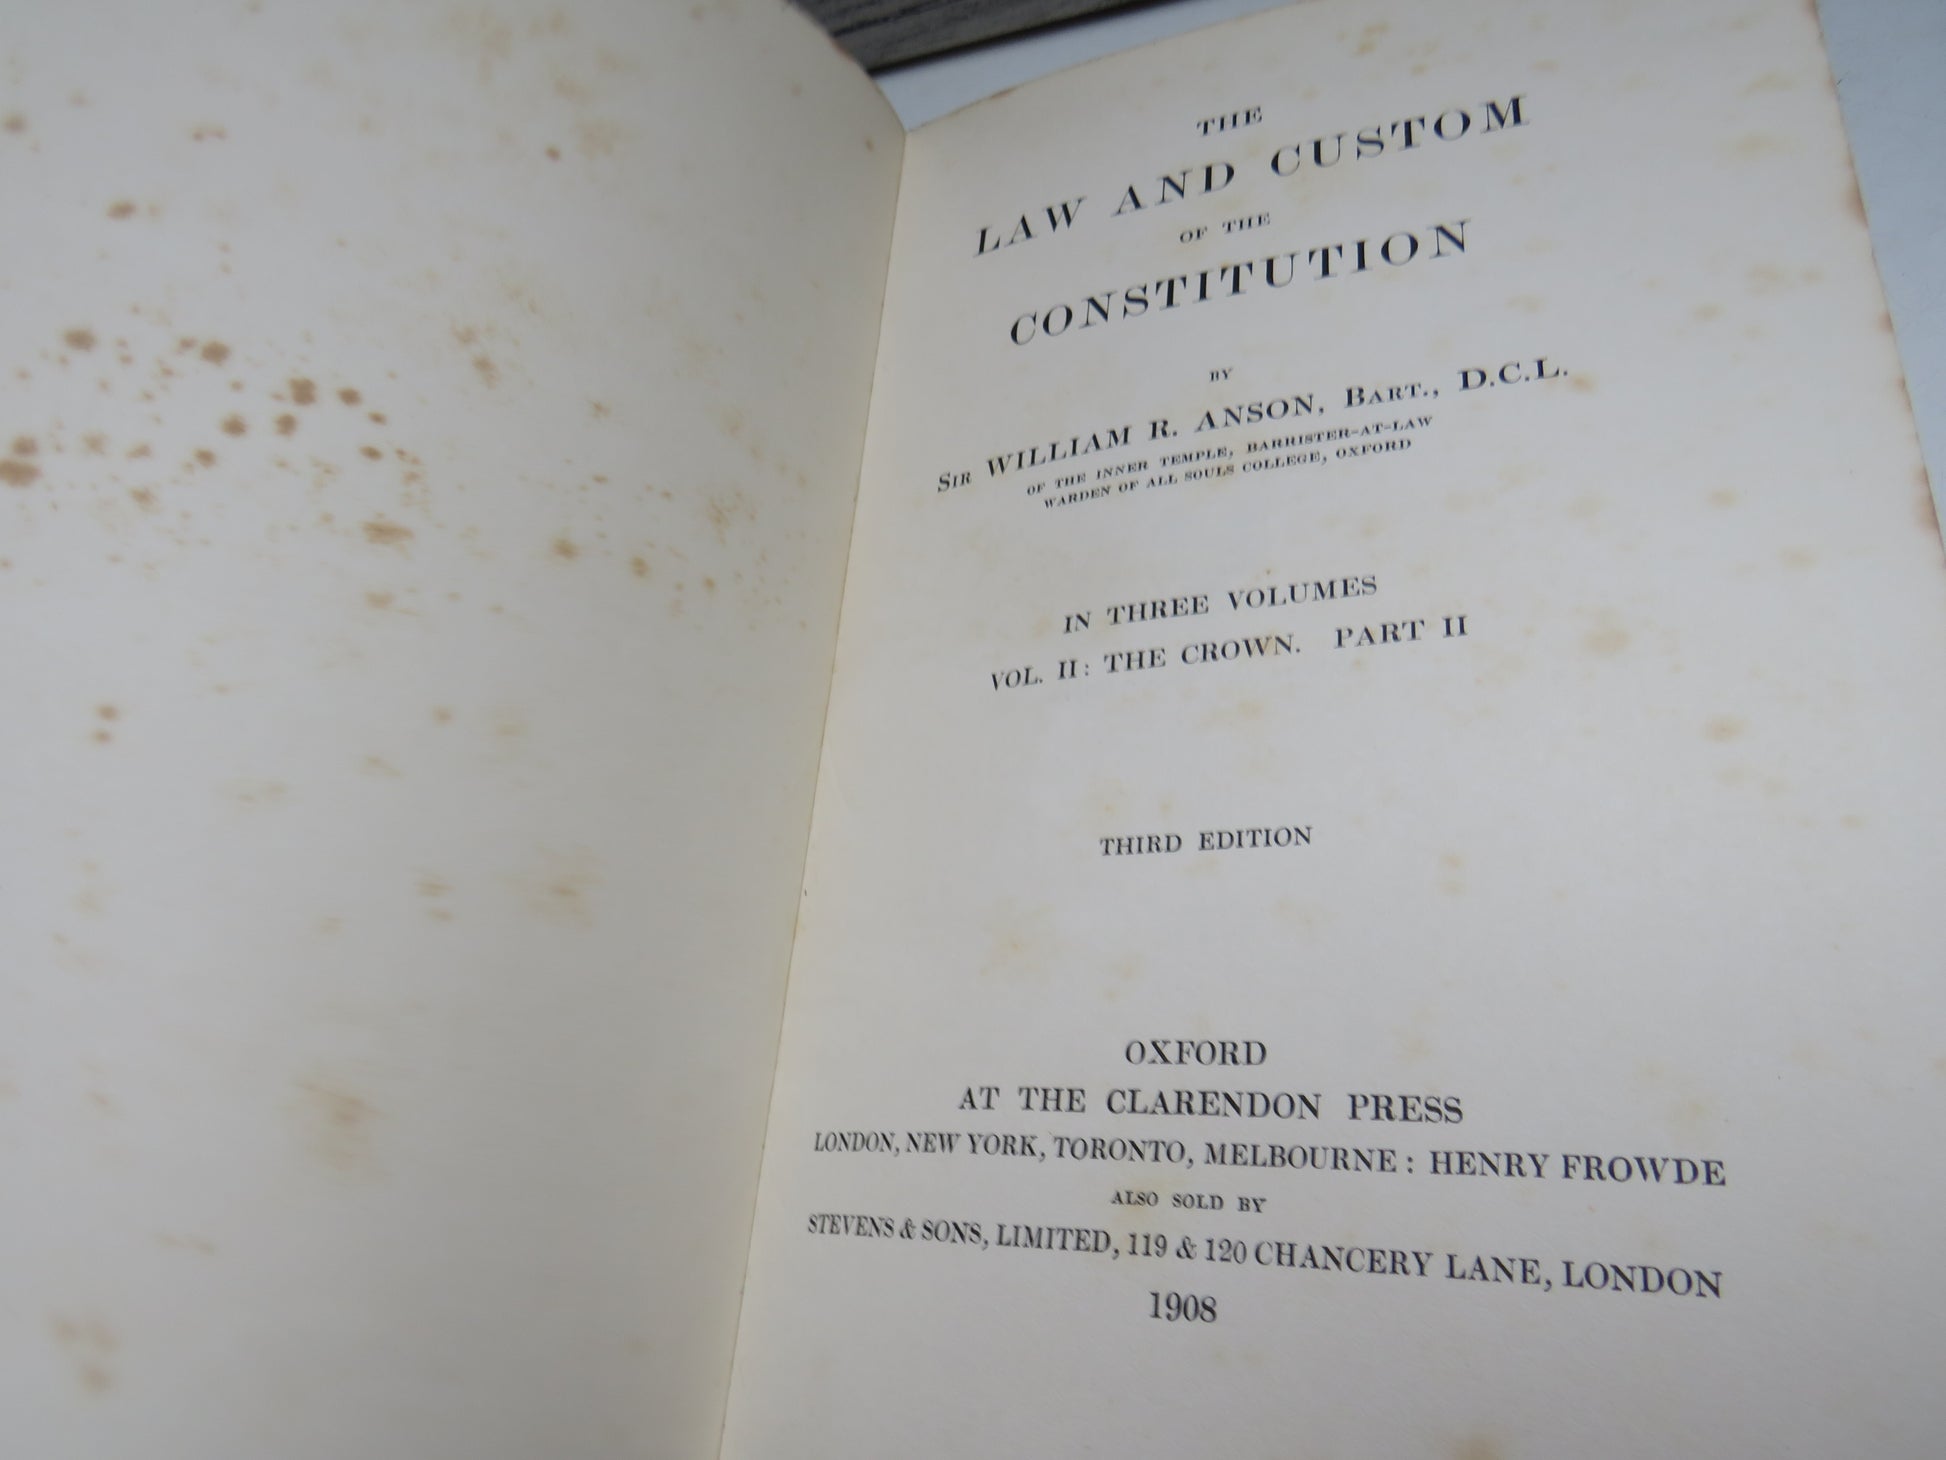 THE
LAW AND CUSTOM
OF THE
CONSTITUTION
BY
SIR WILLIAM R. ANSON, BART., D.C.L.
OF THE INNER TEMPLE, BARRISTER-AT-LAW
WARDEN OF ALL SOULS COLLEGE, OXFORD
IN THREE VOLUMES
VOL. II: THE CROWN. PART II
THIRD EDITION
OXFORD
AT THE CLARENDON PRESS
LONDON, NEW YORK, TORONTO, MELBOURNE: HENRY FROWDE
ALSO SOLD BY
STEVENS & SONS, LIMITED, 119 & 120 CHANCERY LANE, LONDON
1908